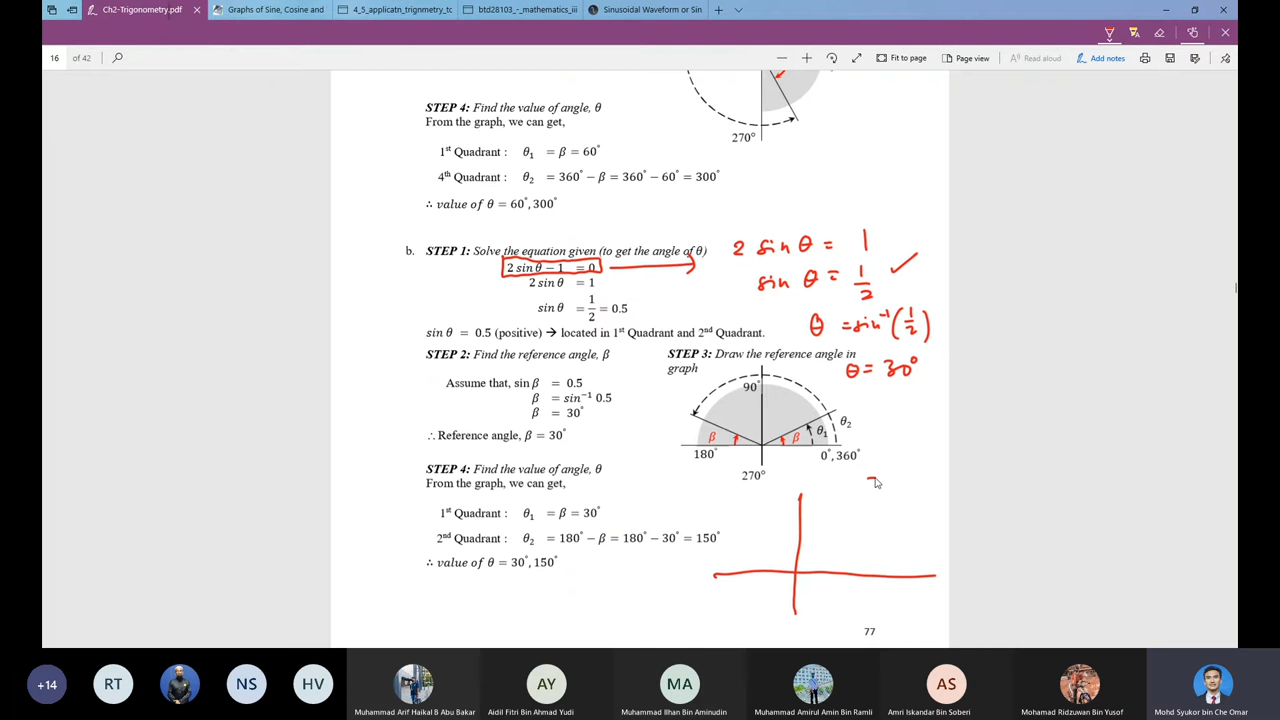 Ch2-Trigonometry.pdf
Graphs of Sine, Cosine and
4_5_applicatn_trignmetry_to
btd28103_-_mathematics_iii
Sinusoidal Waveform or Sin
16 of 42
Fit to page
Page view
Read aloud
Add notes
STEP 4: Find the value of angle, θ
From the graph, we can get,
270°
1st Quadrant : θ₁ = β = 60°
4th Quadrant : θ₂ = 360° − β = 360° − 60° = 300°
∴ value of θ = 60°, 300°
b. STEP 1: Solve the equation given (to get the angle of θ)
2 sin θ − 1 = 0
2 sin θ = 1
sin θ = 1/2 = 0.5
2 sin θ = 1
sin θ = 1/2
θ = sin⁻¹(1/2)
θ = 30°
sin θ = 0.5 (positive) → located in 1st Quadrant and 2nd Quadrant.
STEP 2: Find the reference angle, β
Assume that, sin β = 0.5
β = sin⁻¹ 0.5
β = 30°
∴ Reference angle, β = 30°
STEP 3: Draw the reference angle in
graph
90°
θ₂
θ₁
β
β
180°
0°, 360°
270°
STEP 4: Find the value of angle, θ
From the graph, we can get,
1st Quadrant : θ₁ = β = 30°
2nd Quadrant : θ₂ = 180° − β = 180° − 30° = 150°
∴ value of θ = 30°, 150°
77
+14
RT
NS
HV
Muhammad Arif Haikal B Abu Bakar
AY
Aidil Fitri Bin Ahmad Yudi
MA
Muhammad Ilhan Bin Aminudin
Muhammad Amirul Amin Bin Ramli
AS
Amri Iskandar Bin Soberi
Mohamad Ridzuwan Bin Yusof
Mohd Syukor bin Che Omar